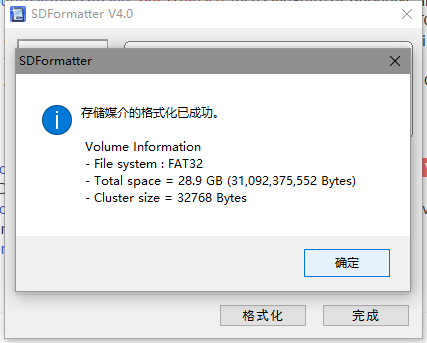 SDFormatter V4.0
SDFormatter
存储媒介的格式化已成功。
Volume Information
- File system : FAT32
- Total space = 28.9 GB (31,092,375,552 Bytes)
- Cluster size = 32768 Bytes
确定
格式化
完成